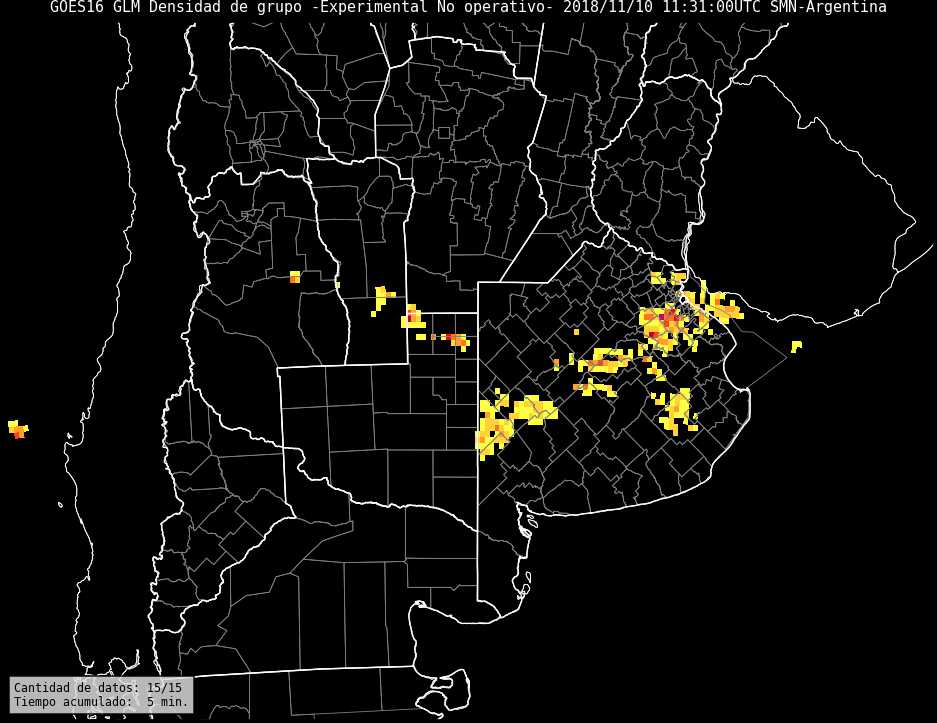 GOES16 GLM Densidad de grupo -Experimental No operativo- 2018/11/10 11:31:00UTC SMN-Argentina
Cantidad de datos: 15/15
Tiempo acumulado:  5 min.